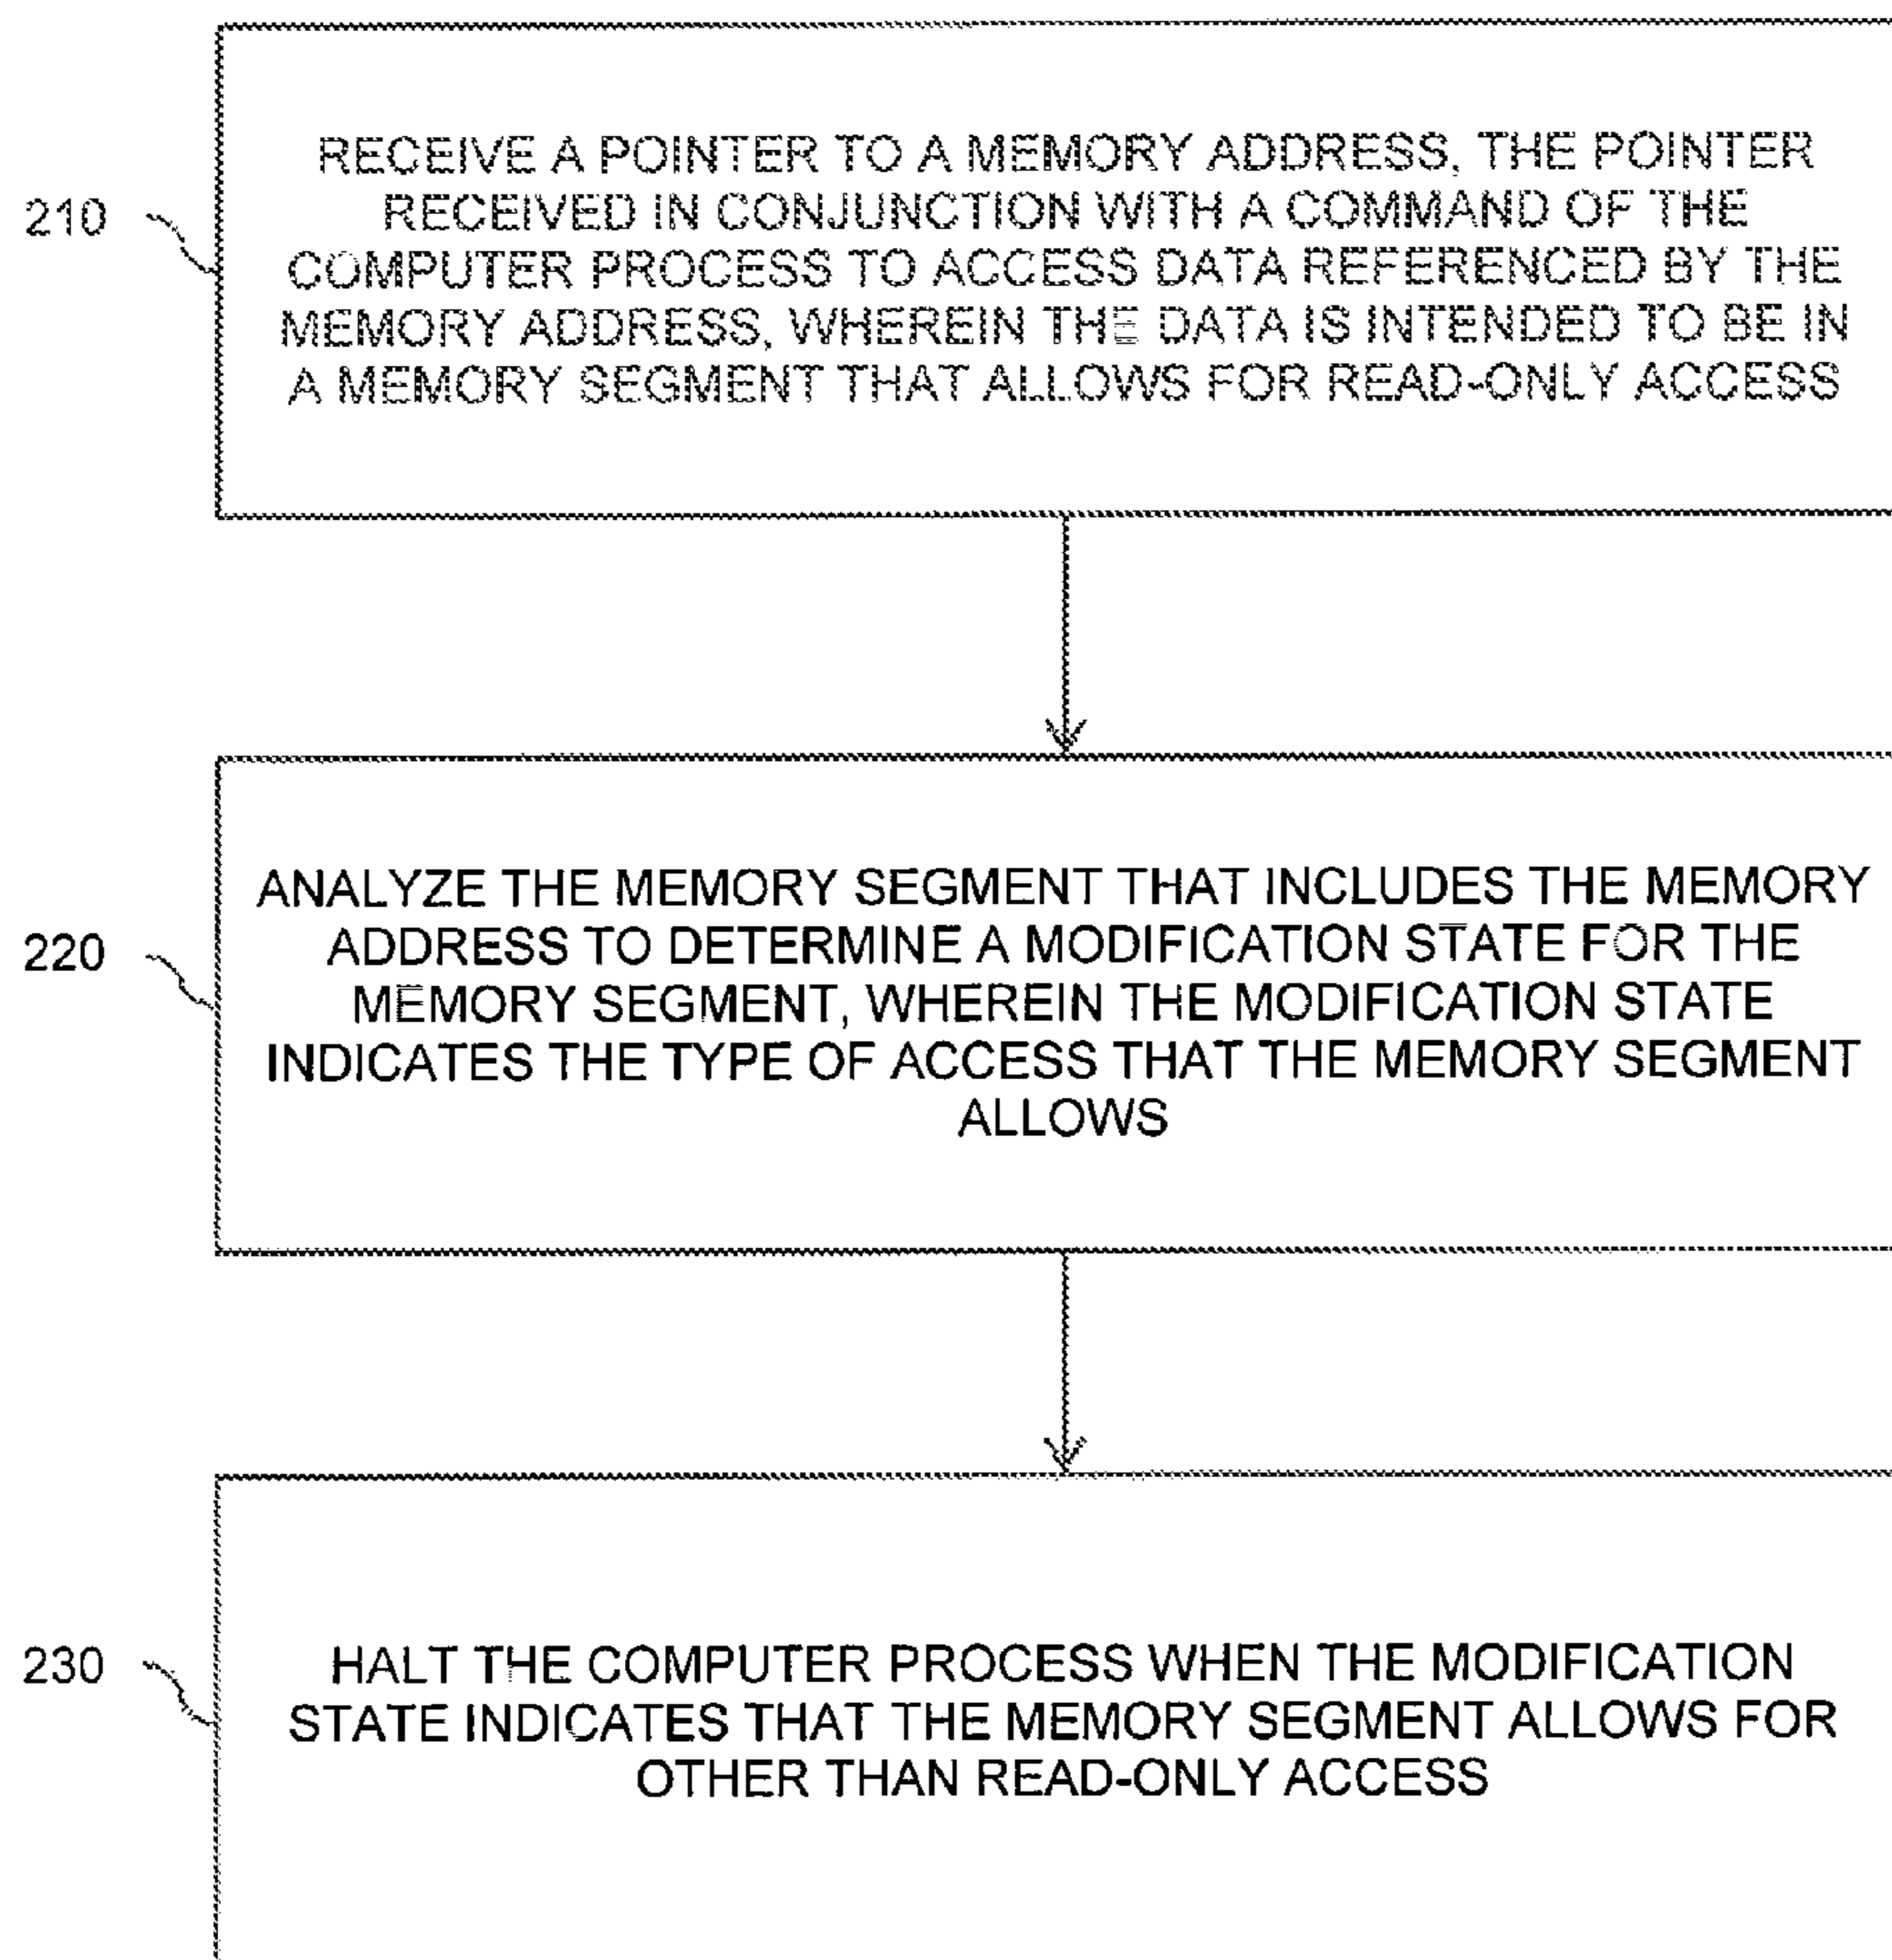 RECEIVE A POINTER TO A MEMORY ADDRESS, THE POINTER
RECEIVED IN CONJUNCTION WITH A COMMAND OF THE
210
COMPUTER PROCESS TO ACCESS DATA REFERENCED BY THE
MEMORY ADDRESS, WHEREIN THE DATA IS INTENDED TO BE IN
A MEMORY SEGMENT THAT ALLOWS FOR READ-ONLY ACCESS
ANALYZE THE MEMORY SEGMENT THAT INCLUDES THE MEMORY
ADDRESS TO DETERMINE A MODIFICATION STATE FOR THE
220
MEMORY SEGMENT, WHEREIN THE MODIFICATION STATE
INDICATES THE TYPE OF ACCESS THAT THE MEMORY SEGMENT
ALLOWS
230
HALT THE COMPUTER PROCESS WHEN THE MODIFICATION
STATE INDICATES THAT THE MEMORY SEGMENT ALLOWS FOR
OTHER THAN READ-ONLY ACCESS